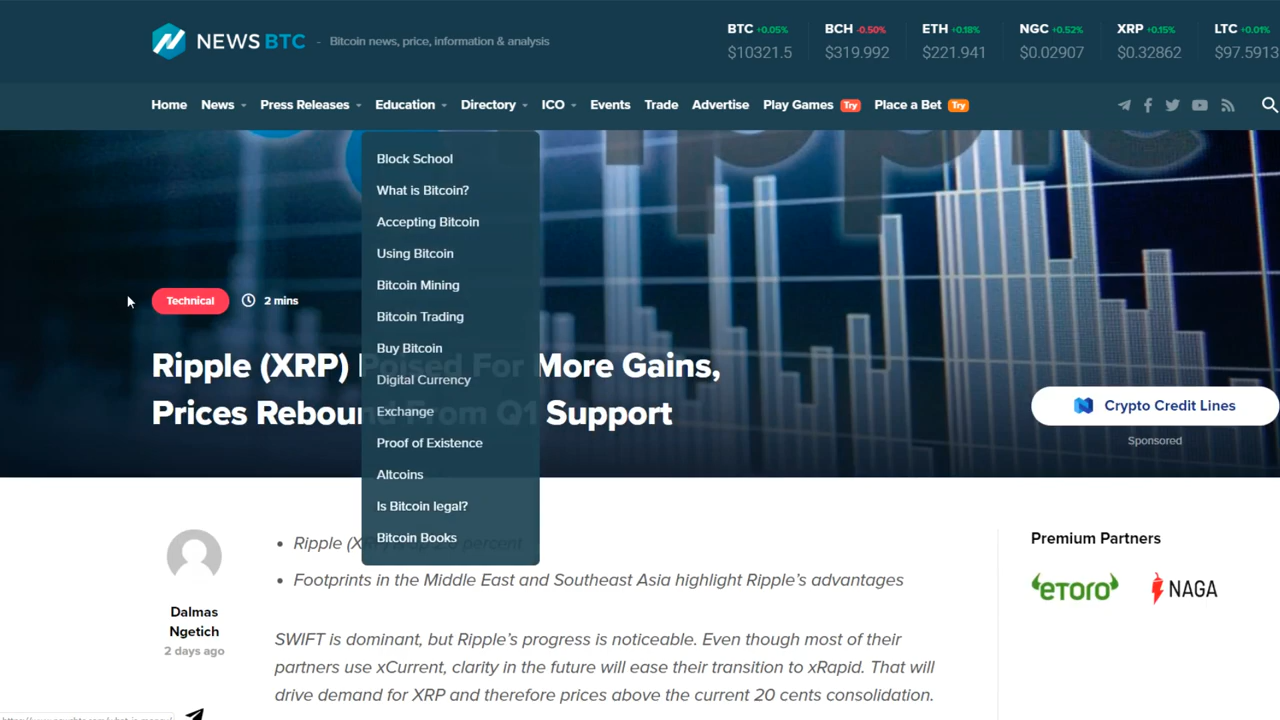 NEWSBTC - Bitcoin news, price, information & analysis
BTC +0.05% BCH -0.50% ETH +0.18% NGC +0.52% XRP +0.15% LTC +0.01%
$10321.5 $319.992 $221.941 $0.02907 $0.32862 $97.5913
Home News Press Releases Education Directory ICO Events Trade Advertise Play Games Try Place a Bet Try
Block School
What is Bitcoin?
Accepting Bitcoin
Using Bitcoin
Bitcoin Mining
Bitcoin Trading
Buy Bitcoin
Digital Currency
Exchange
Proof of Existence
Altcoins
Is Bitcoin legal?
Bitcoin Books
ripple
Technical 2 mins
Ripple (XRP) Poised For More Gains,
Prices Rebound From Q1 Support
Crypto Credit Lines
Sponsored
Dalmas
Ngetich
2 days ago
• Ripple (XRP) percent
• Footprints in the Middle East and Southeast Asia highlight Ripple's advantages
SWIFT is dominant, but Ripple's progress is noticeable. Even though most of their
partners use xCurrent, clarity in the future will ease their transition to xRapid. That will
drive demand for XRP and therefore prices above the current 20 cents consolidation.
Premium Partners
eToro NAGA